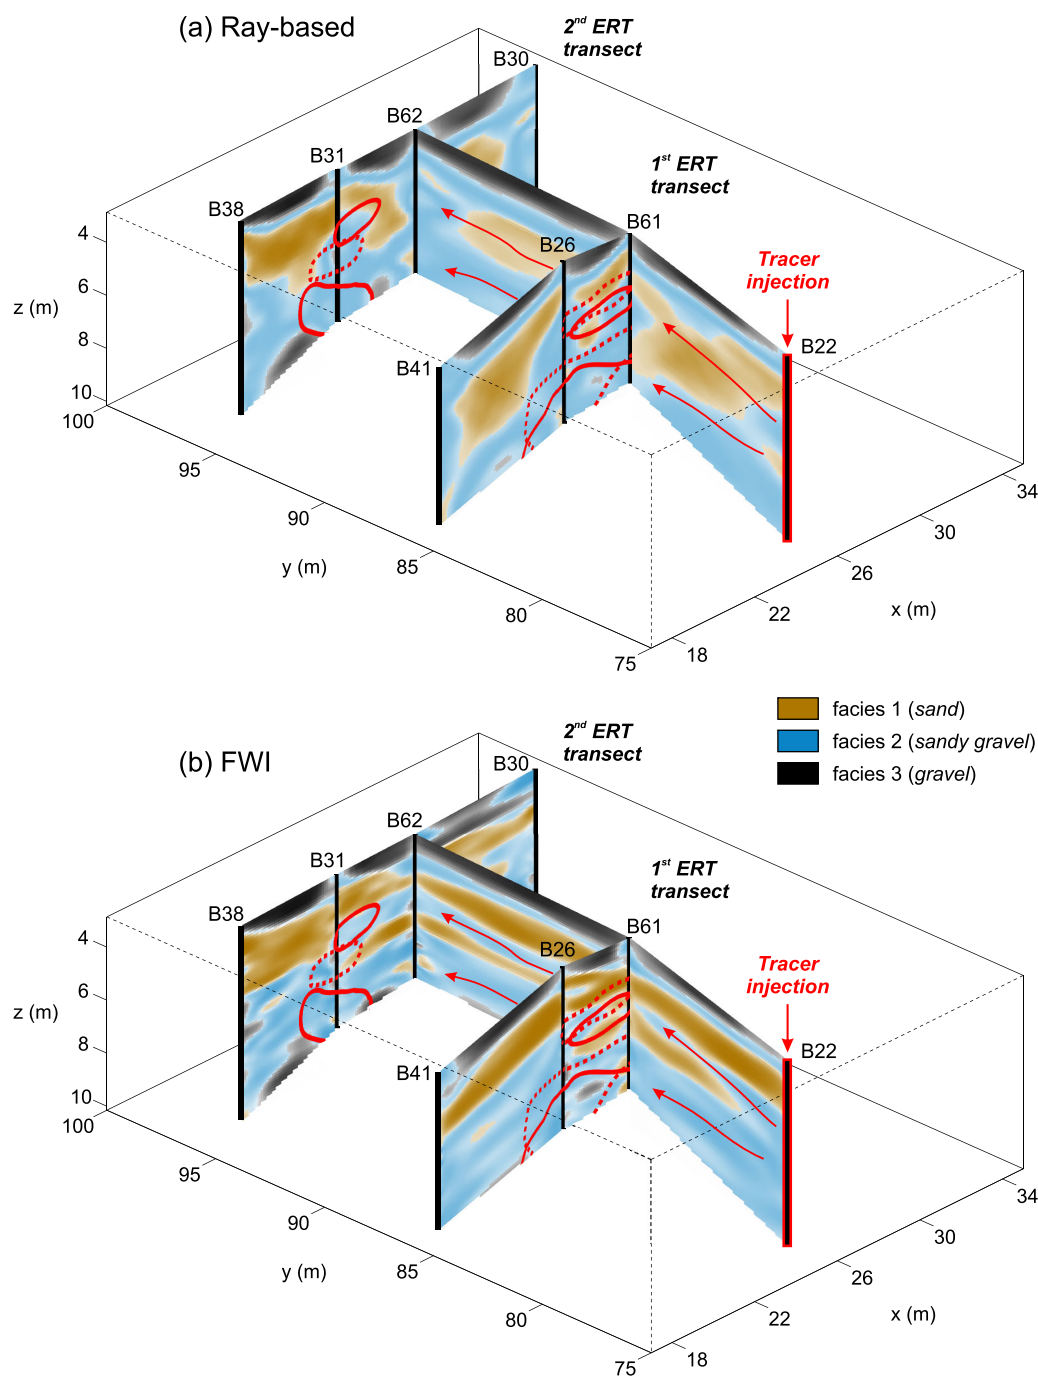 (a) Ray-based
2nd ERT
transect
B30
B62
B31
1st ERT
transect
B38
B61
B26
Tracer
injection
B22
B41
4
6
z (m)
8
10
100
95
90
y (m)
85
80
75
34
30
26
x (m)
22
18
facies 1 (sand)
facies 2 (sandy gravel)
facies 3 (gravel)
(b) FWI
2nd ERT
transect
B30
B62
B31
1st ERT
transect
B38
B61
B26
Tracer
injection
B22
B41
4
6
z (m)
8
10
100
95
90
y (m)
85
80
75
34
30
26
x (m)
22
18